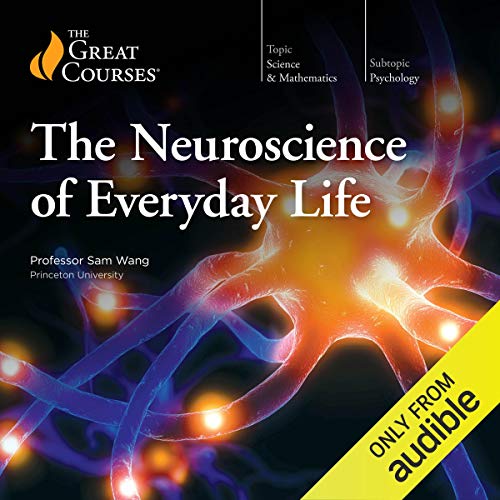 THE
GREAT
COURSES®
Topic
Science
& Mathematics
Subtopic
Psychology
The Neuroscience
of Everyday Life
Professor Sam Wang
Princeton University
ONLY FROM
audible